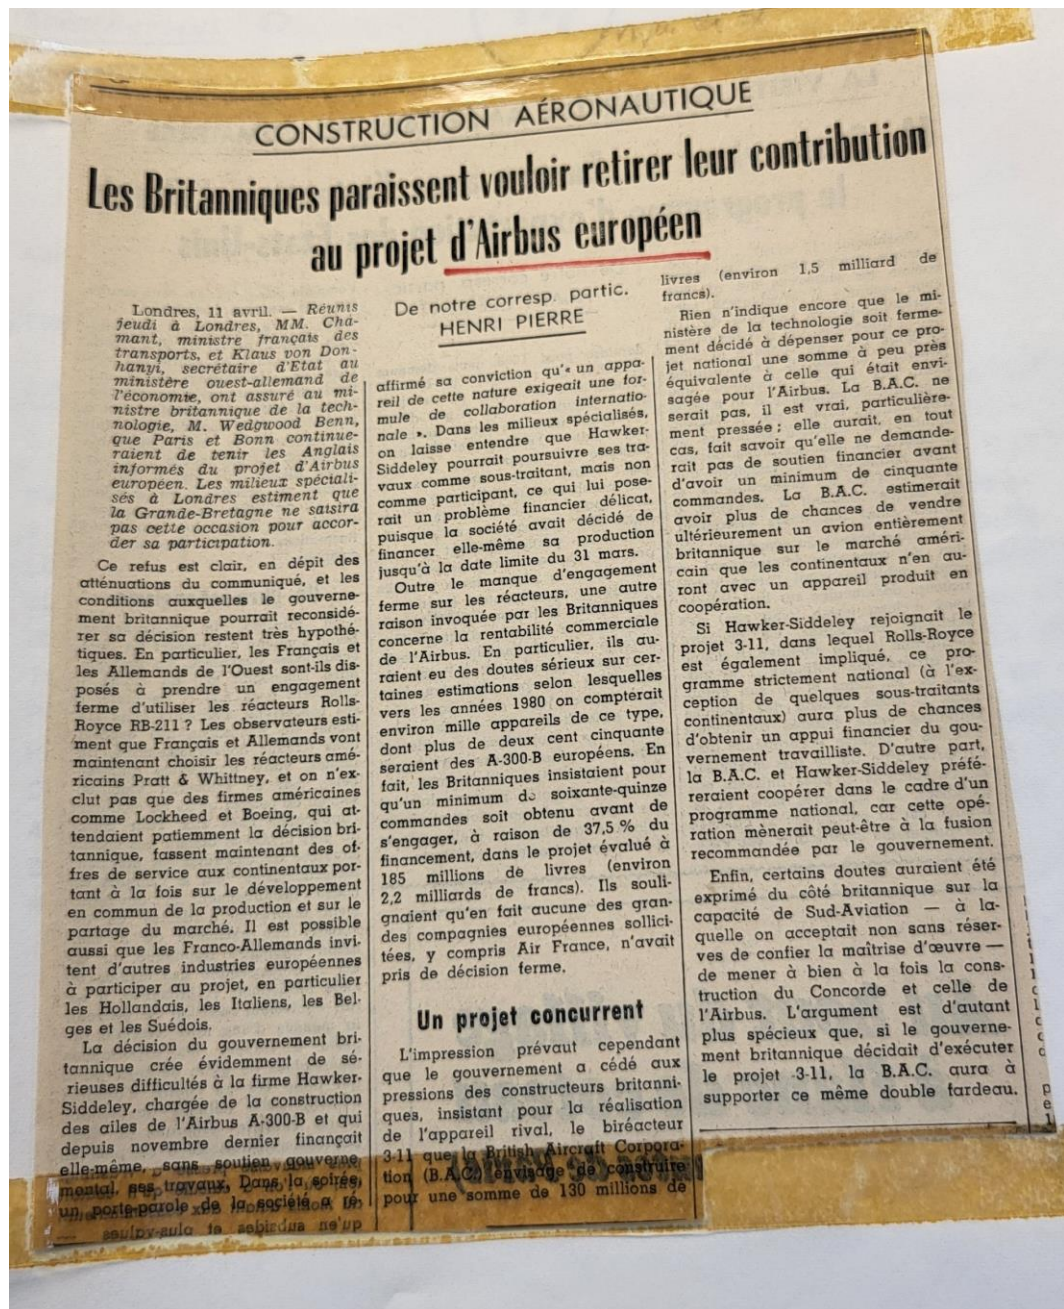 CONSTRUCTION AÉRONAUTIQUE
Les Britanniques paraissent vouloir retirer leur contribution
au projet d'Airbus européen
De notre corresp. partic.
HENRI PIERRE
Londres, 11 avril. — Réunis
jeudi à Londres, MM. Cha-
mant, ministre français des
transports, et Klaus von Don-
hanyi, secrétaire d'Etat au
ministère ouest-allemand de
l'économie, ont assuré au mi-
nistre britannique de la tech-
nologie, M. Wedgwood Benn,
que Paris et Bonn continue-
raient de tenir les Anglais
informés du projet d'Airbus
européen. Les milieux spéciali-
sés à Londres estiment que
la Grande-Bretagne ne saisira
pas cette occasion pour accor-
der sa participation.
Ce refus est clair, en dépit des
atténuations du communiqué, et les
conditions auxquelles le gouverne-
ment britannique pourrait reconsidé-
rer sa décision restent très hypothé-
tiques. En particulier, les Français et
les Allemands de l'Ouest sont-ils dis-
posés à prendre un engagement
ferme d'utiliser les réacteurs Rolls-
Royce RB-211 ? Les observateurs esti-
ment que Français et Allemands vont
maintenant choisir les réacteurs amé-
ricains Pratt & Whittney, et on n'ex-
clut pas que des firmes américaines
comme Lockheed et Boeing, qui at-
tendaient patiemment la décision bri-
tannique, fassent maintenant des of-
fres de service aux continentaux por-
tant à la fois sur le développement
en commun de la production et sur le
partage du marché. Il est possible
aussi que les Franco-Allemands invi-
tent d'autres industries européennes
à participer au projet, en particulier
les Hollandais, les Italiens, les Bel-
ges et les Suédois.
La décision du gouvernement bri-
tannique crée évidemment de sé-
rieuses difficultés à la firme Hawker-
Siddeley, chargée de la construction
des ailes de l'Airbus A-300-B et qui
depuis novembre dernier finançait
elle-même, sans soutien gouverne-
mental, ses travaux. Dans la soirée,
un porte-parole de la société a ré-
affirmé sa conviction qu'« un appa-
reil de cette nature exigeait une for-
mule de collaboration internatio-
nale ». Dans les milieux spécialisés,
on laisse entendre que Hawker-
Siddeley pourrait poursuivre ses tra-
vaux comme sous-traitant, mais non
comme participant, ce qui lui pose-
rait un problème financier délicat,
puisque la société avait décidé de
financer elle-même sa production
jusqu'à la date limite du 31 mars.
Outre le manque d'engagement
ferme sur les réacteurs, une autre
raison invoquée par les Britanniques
concerne la rentabilité commerciale
de l'Airbus. En particulier, ils au-
raient eu des doutes sérieux sur cer-
taines estimations selon lesquelles
vers les années 1980 on compterait
environ mille appareils de ce type,
dont plus de deux cent cinquante
seraient des A-300-B européens. En
fait, les Britanniques insistaient pour
qu'un minimum de soixante-quinze
commandes soit obtenu avant de
s'engager, à raison de 37,5 % du
financement, dans le projet évalué à
185 millions de livres (environ
2,2 milliards de francs). Ils souli-
gnaient qu'en fait aucune des gran-
des compagnies européennes sollici-
tées, y compris Air France, n'avait
pris de décision ferme.
Un projet concurrent
L'impression prévaut cependant
que le gouvernement a cédé aux
pressions des constructeurs britanni-
ques, insistant pour la réalisation
de l'appareil rival, le biréacteur
3-11 que la British Aircraft Corpora-
tion (B.A.C.) envisage de construire
pour une somme de 130 millions de
livres (environ 1,5 milliard de
francs).
Rien n'indique encore que le mi-
nistère de la technologie soit ferme-
ment décidé à dépenser pour ce pro-
jet national une somme à peu près
équivalente à celle qui était envi-
sagée pour l'Airbus. La B.A.C. ne
serait pas, il est vrai, particulière-
ment pressée ; elle aurait, en tout
cas, fait savoir qu'elle ne demande-
rait pas de soutien financier avant
d'avoir un minimum de cinquante
commandes. La B.A.C. estimerait
avoir plus de chances de vendre
ultérieurement un avion entièrement
britannique sur le marché améri-
cain que les continentaux n'en au-
ront avec un appareil produit en
coopération.
Si Hawker-Siddeley rejoignait le
projet 3-11, dans lequel Rolls-Royce
est également impliqué, ce pro-
gramme strictement national (à l'ex-
ception de quelques sous-traitants
continentaux) aura plus de chances
d'obtenir un appui financier du gou-
vernement travailliste. D'autre part,
la B.A.C. et Hawker-Siddeley préfé-
reraient coopérer dans le cadre d'un
programme national, car cette opé-
ration mènerait peut-être à la fusion
recommandée par le gouvernement.
Enfin, certains doutes auraient été
exprimé du côté britannique sur la
capacité de Sud-Aviation — à la-
quelle on acceptait non sans réser-
ves de confier la maîtrise d'œuvre —
de mener à bien à la fois la cons-
truction du Concorde et celle de
l'Airbus. L'argument est d'autant
plus spécieux que, si le gouverne-
ment britannique décidait d'exécuter
le projet 3-11, la B.A.C. aura à
supporter ce même double fardeau.